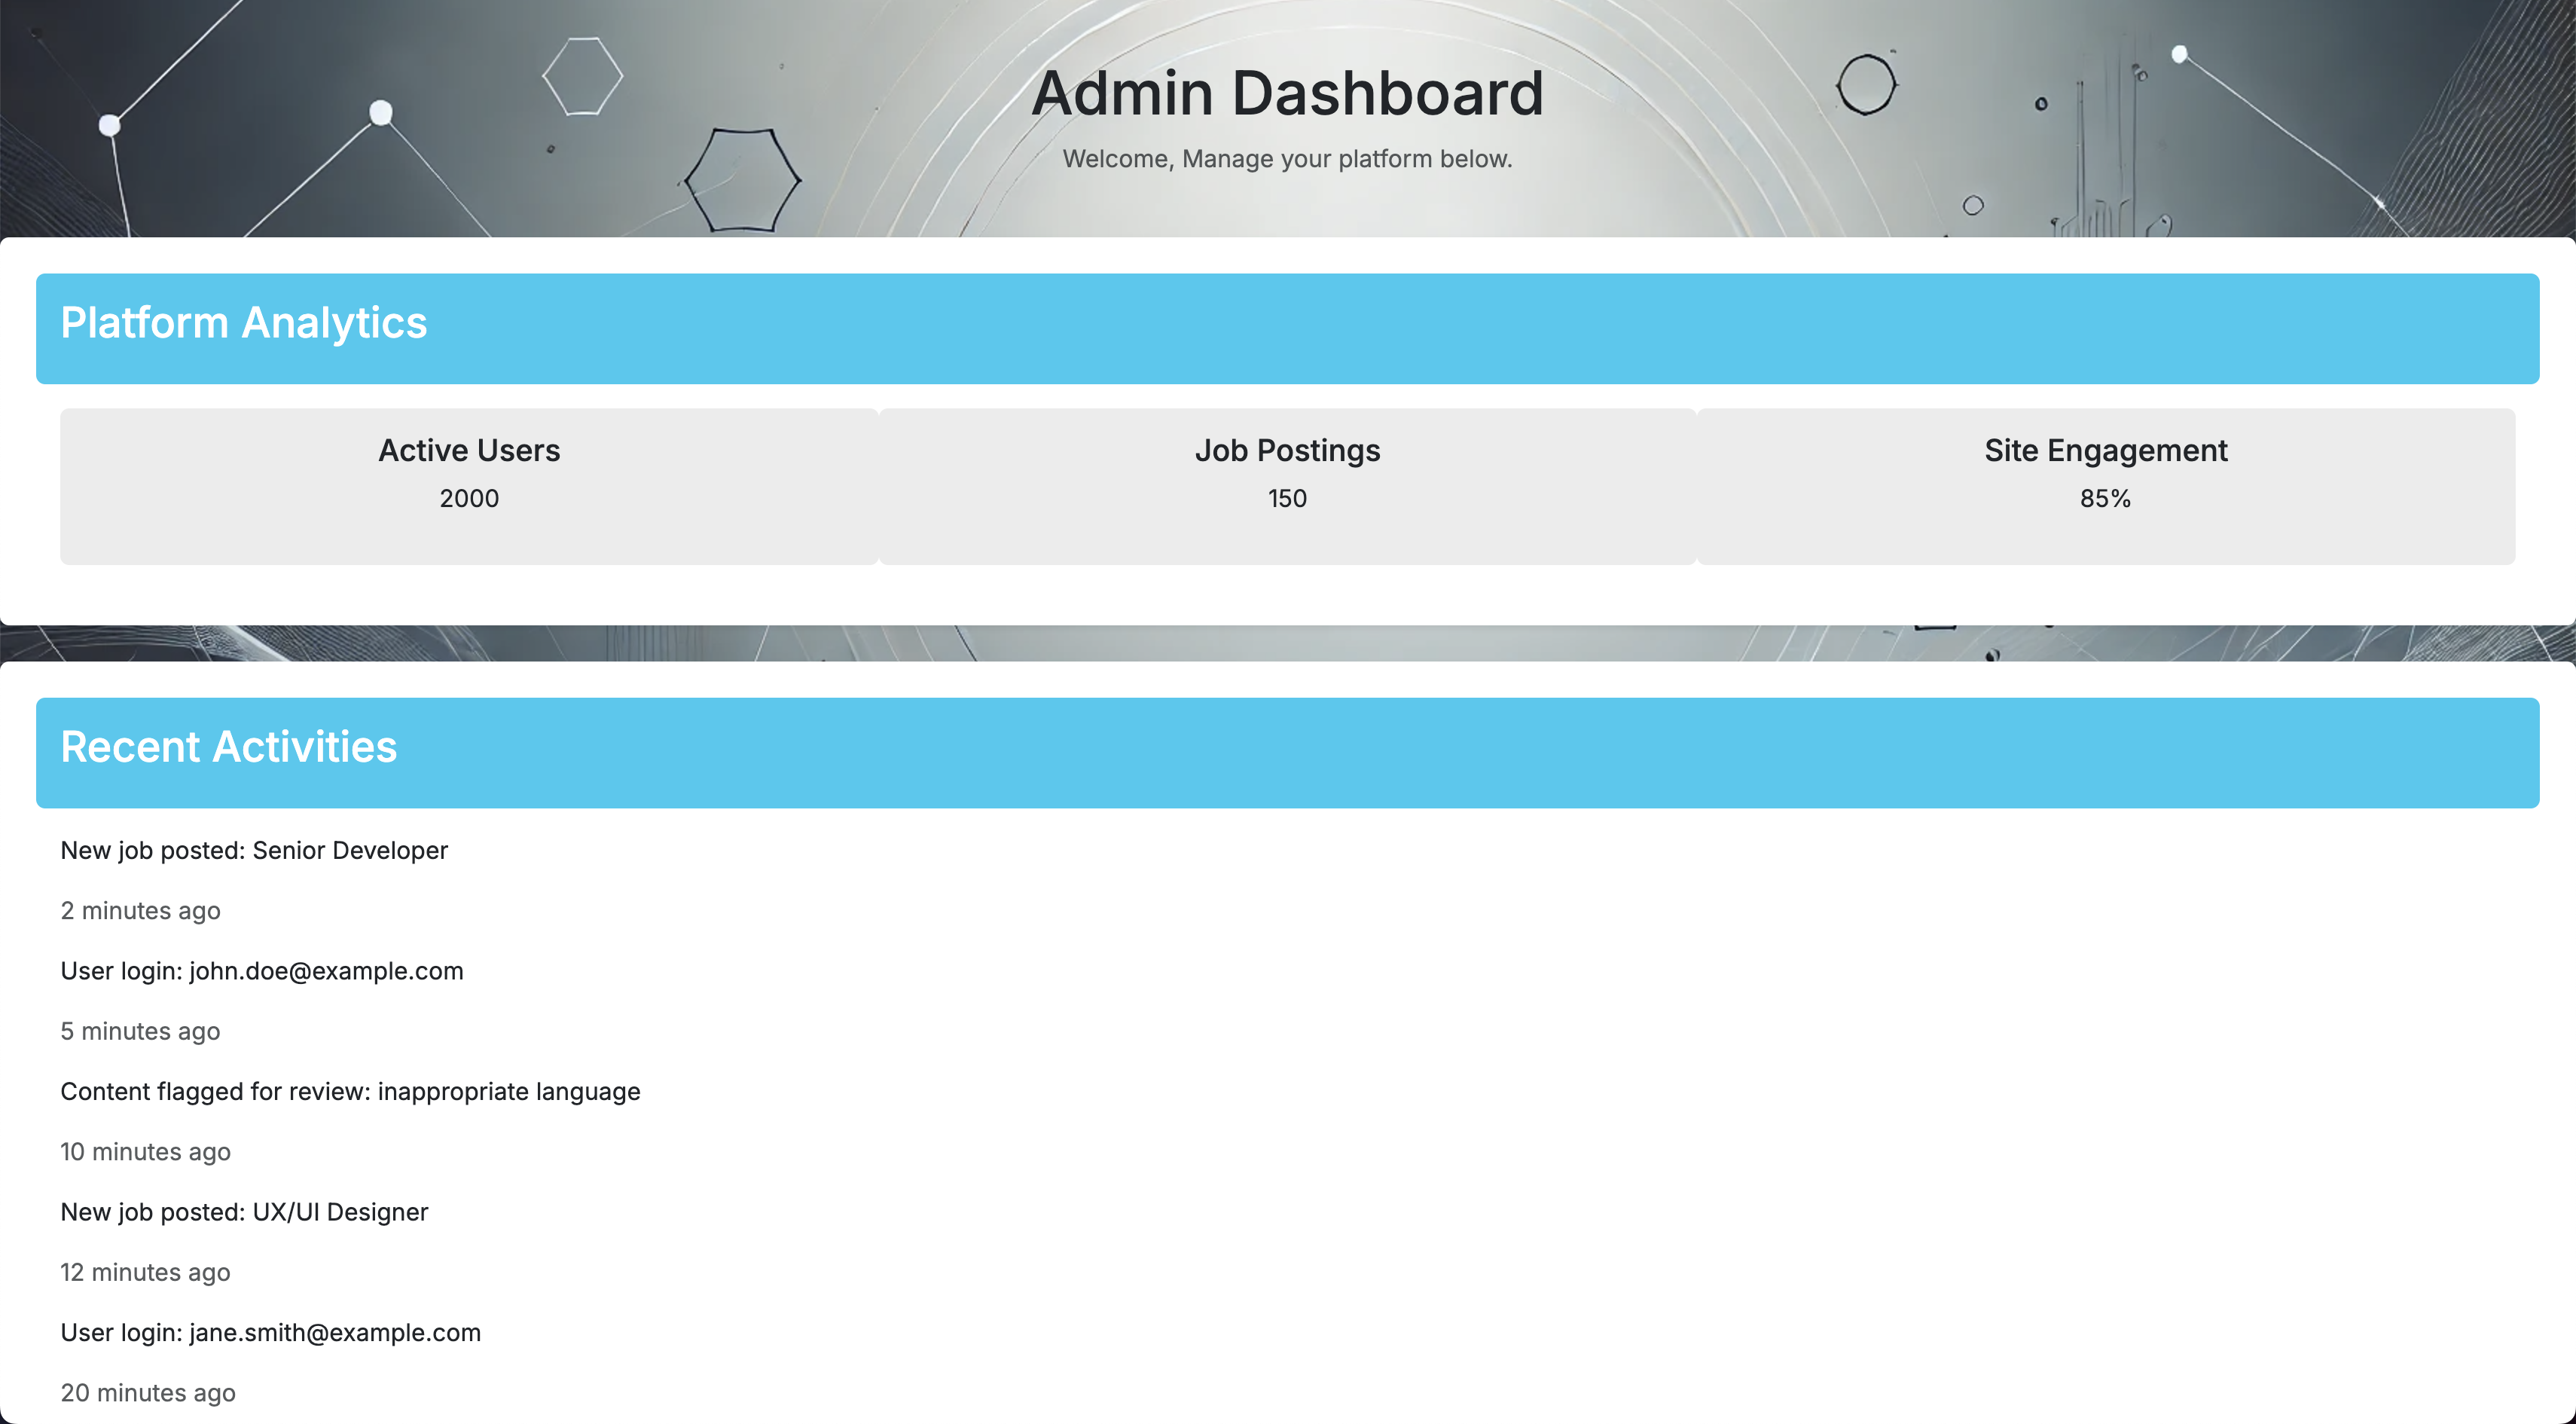 Admin Dashboard
Welcome, Manage your platform below.
Platform Analytics
Active Users
2000
Job Postings
150
Site Engagement
85%
Recent Activities
New job posted: Senior Developer
2 minutes ago
User login: john.doe@example.com
5 minutes ago
Content flagged for review: inappropriate language
10 minutes ago
New job posted: UX/UI Designer
12 minutes ago
User login: jane.smith@example.com
20 minutes ago